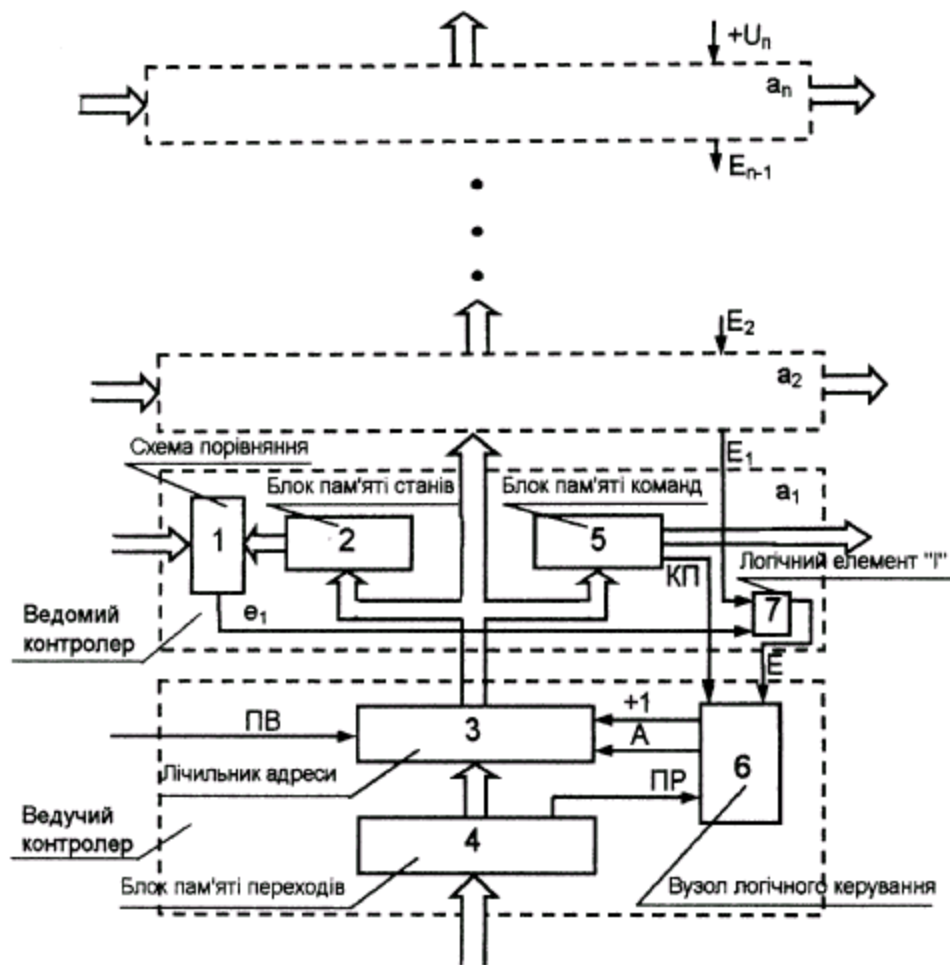 +Uп
aп
Eп-1
E2
a2
E1
Схема порівняння
Блок пам'яті станів
Блок пам'яті команд
a1
1
2
5
КП
Логічний елемент "І"
7
Ведомий
контролер
e1
E
ПВ
3
+1
А
6
Лічильник адреси
ПР
Ведучий
контролер
4
Блок пам'яті переходів
Вузол логічного керування